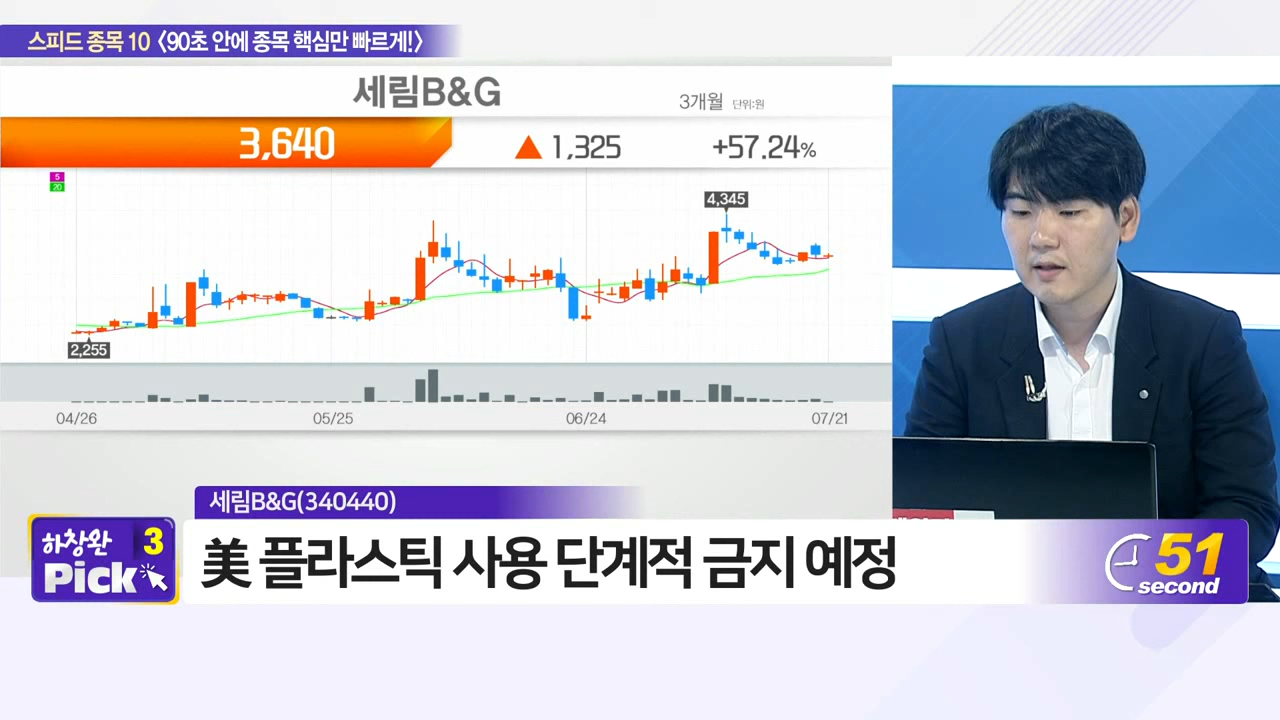 스피드 종목 10 <90초 안에 종목 핵심만 빠르게!>
세림B&G
3개월 단위:원
3,640 ▲ 1,325 +57.24%
5
20
4,345
2,255
04/26 05/25 06/24 07/21
세림B&G(340440)
하창완 3
Pick
美 플라스틱 사용 단계적 금지 예정
51
second